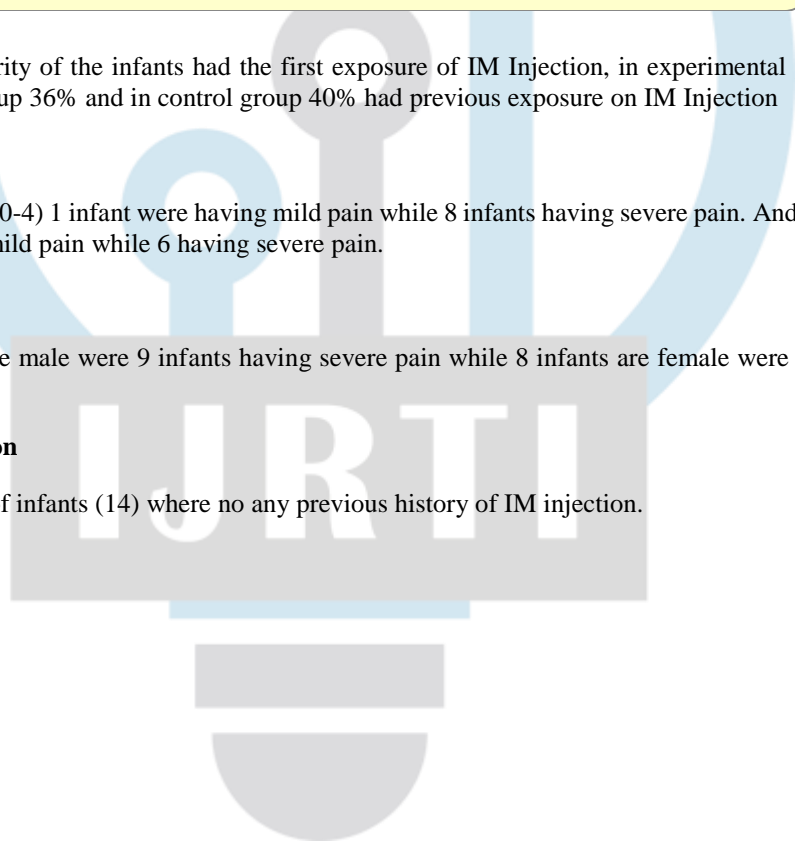 rity of the infants had the first exposure of IM Injection, in experimental
up 36% and in control group 40% had previous exposure on IM Injection
0-4) 1 infant were having mild pain while 8 infants having severe pain. And
ild pain while 6 having severe pain.
e male were 9 infants having severe pain while 8 infants are female were
on
f infants (14) where no any previous history of IM injection.
IJRTI